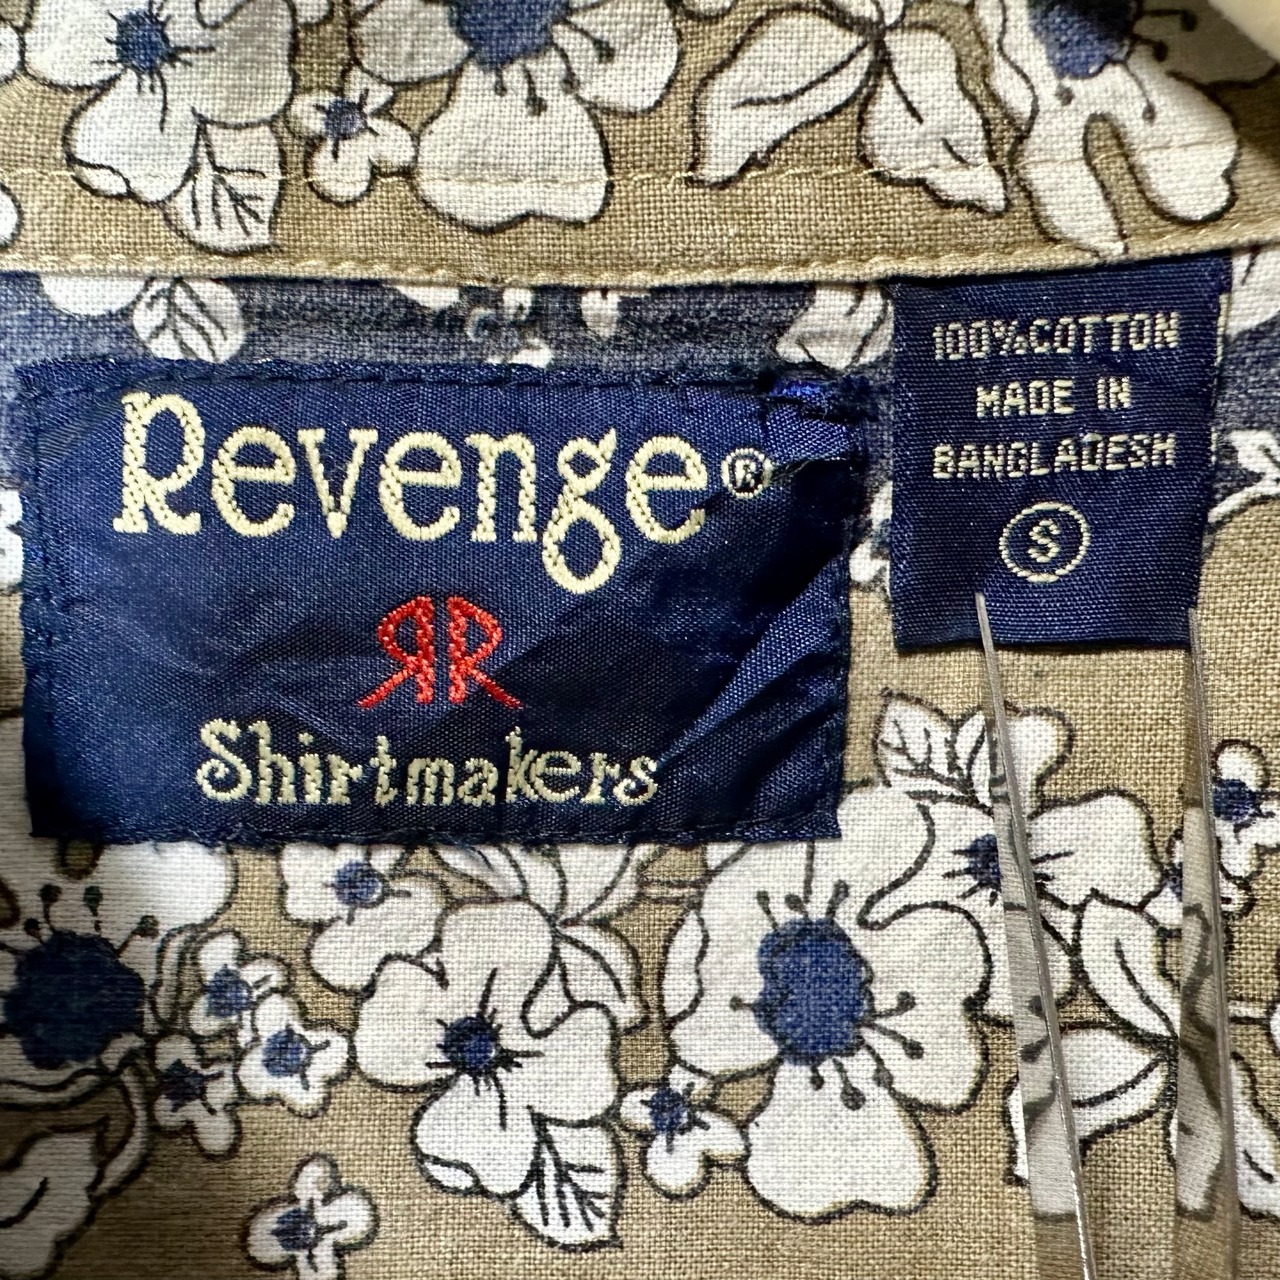 Revenge®
RR
Shirtmakers
100% COTTON
MADE IN
BANGLADESH
S